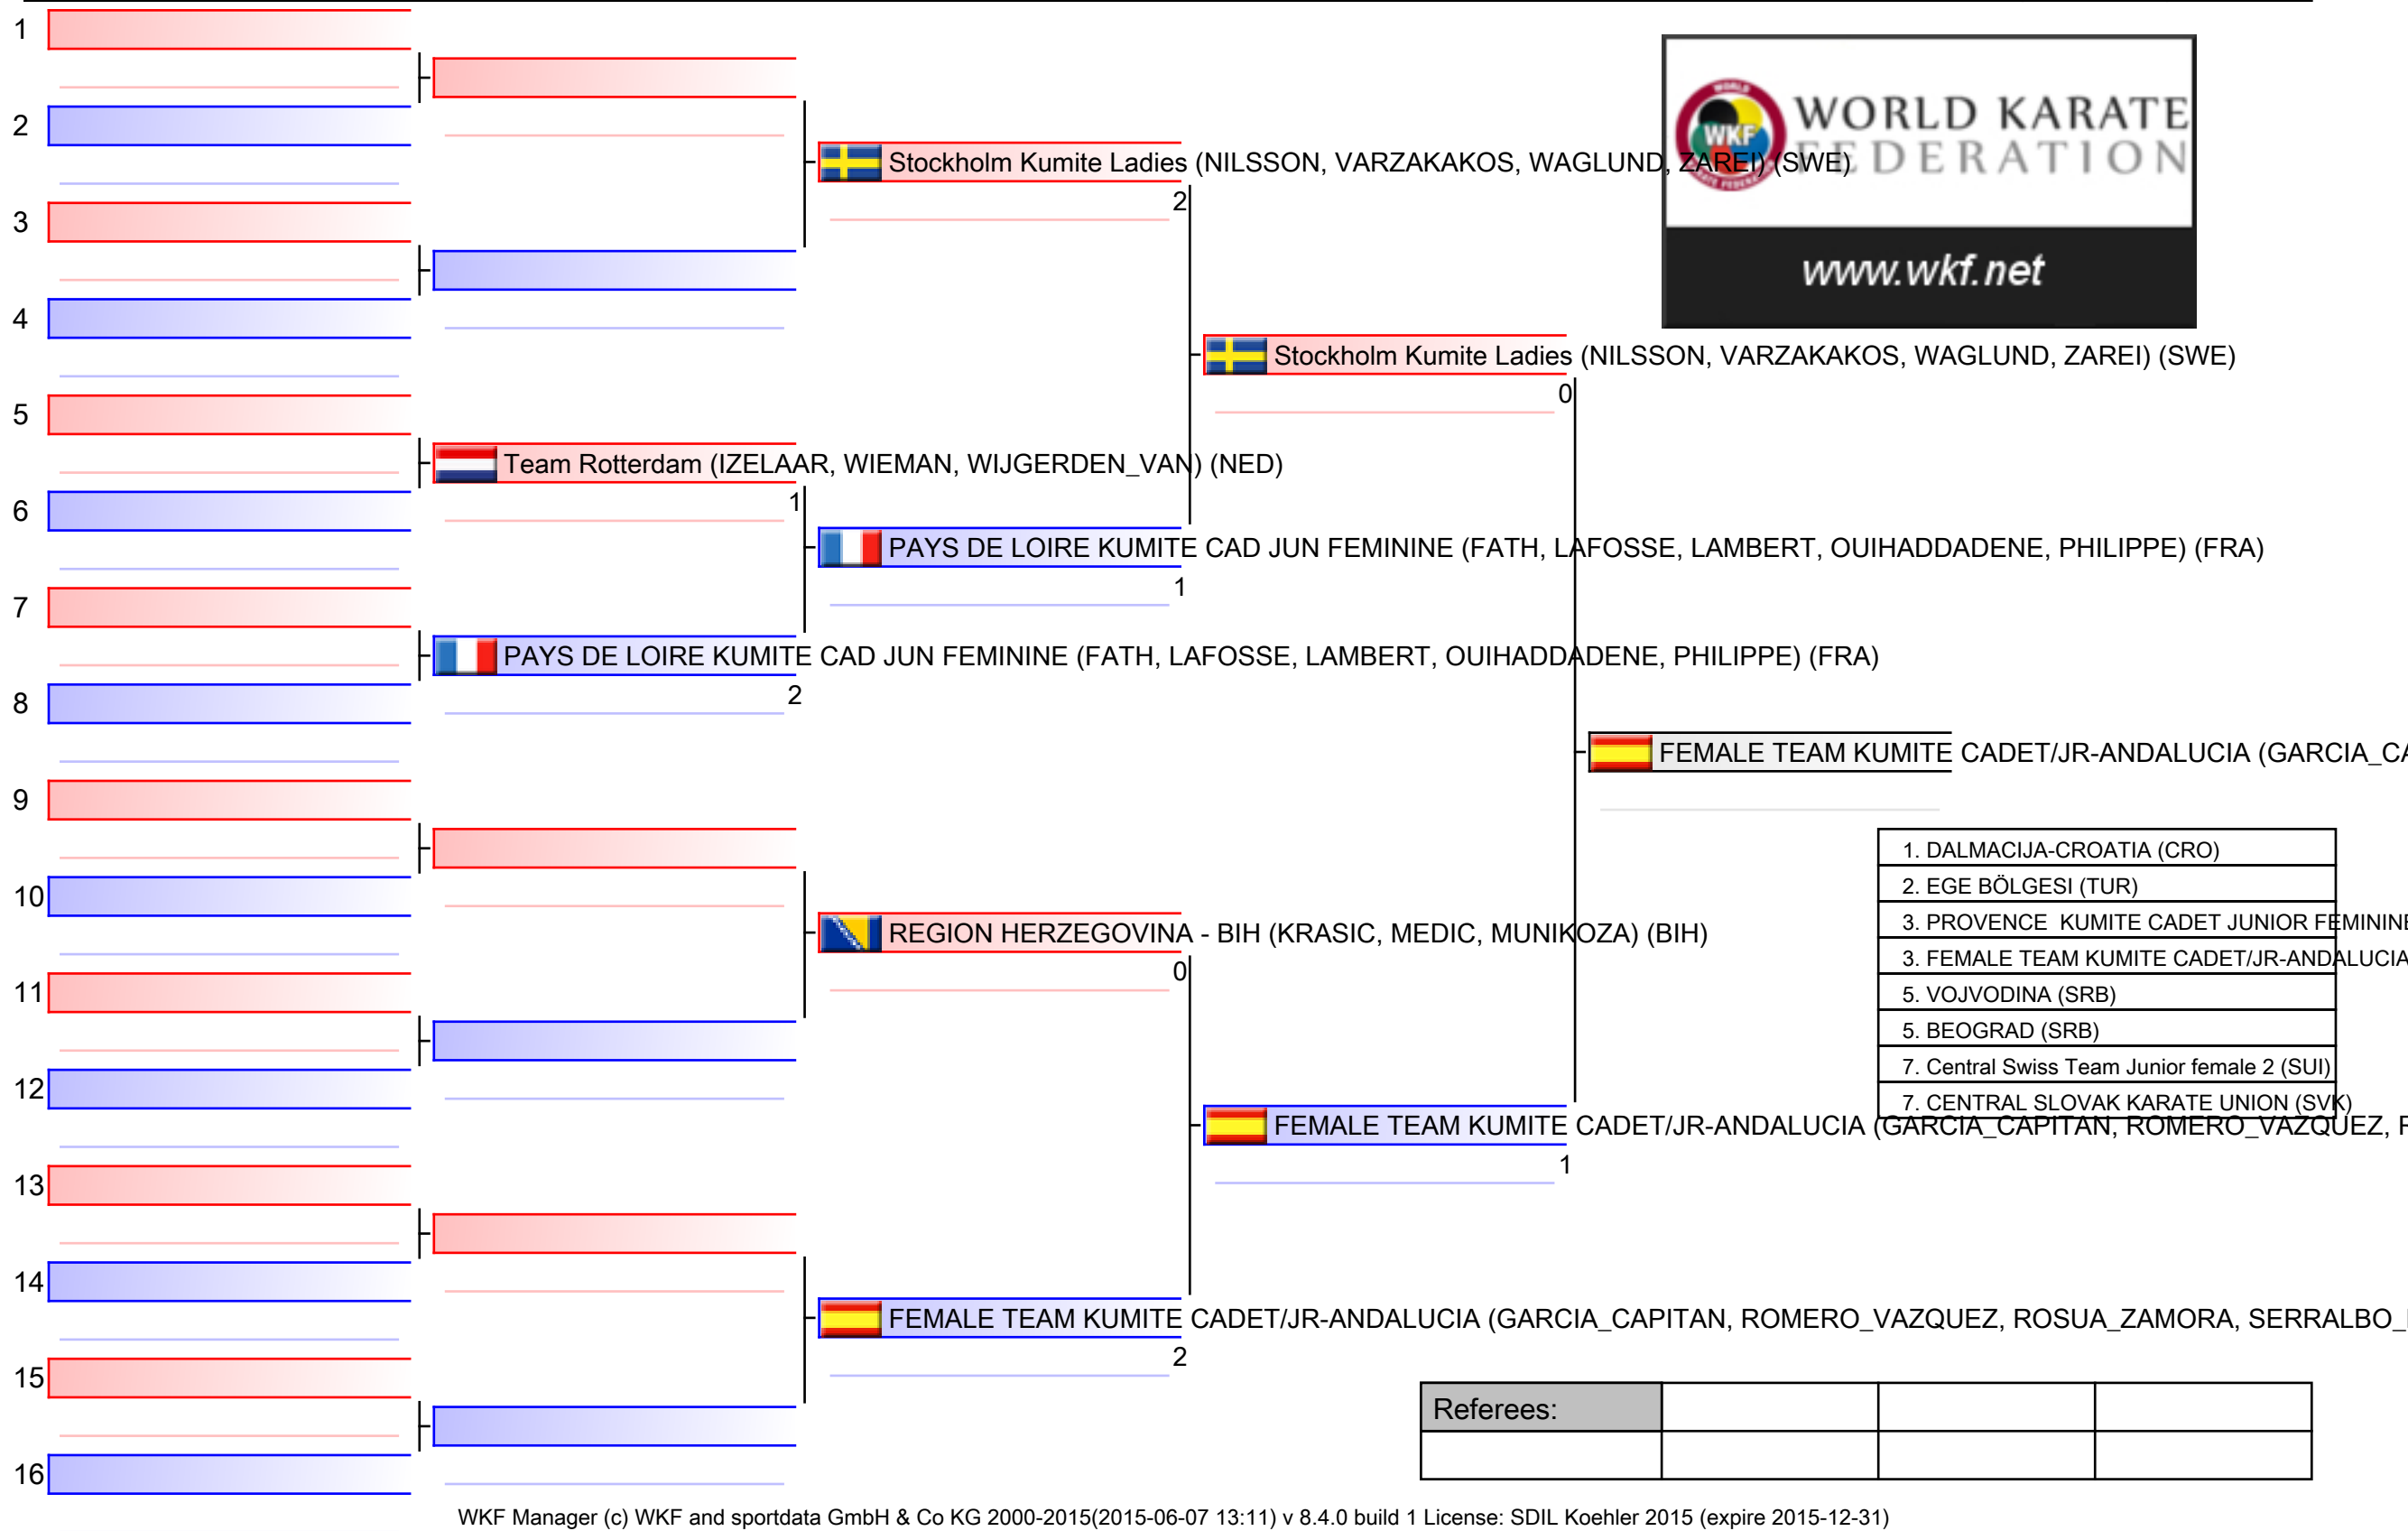 1
2
3
4
5
6
7
8
9
10
11
12
13
14
15
16
Team Rotterdam (IZELAAR, WIEMAN, WIJGERDEN_VAN) (NED)
1
PAYS DE LOIRE KUMITE CAD JUN FEMININE (FATH, LAFOSSE, LAMBERT, OUIHADDADENE, PHILIPPE) (FRA)
2
Stockholm Kumite Ladies (NILSSON, VARZAKAKOS, WAGLUND, ZAREI) (SWE)
2
PAYS DE LOIRE KUMITE CAD JUN FEMININE (FATH, LAFOSSE, LAMBERT, OUIHADDADENE, PHILIPPE) (FRA)
1
REGION HERZEGOVINA - BIH (KRASIC, MEDIC, MUNIKOZA) (BIH)
0
FEMALE TEAM KUMITE CADET/JR-ANDALUCIA (GARCIA_CAPITAN, ROMERO_VAZQUEZ, ROSUA_ZAMORA, SERRALBO_
2
Stockholm Kumite Ladies (NILSSON, VARZAKAKOS, WAGLUND, ZAREI) (SWE)
0
FEMALE TEAM KUMITE CADET/JR-ANDALUCIA (GARCIA_CAPITAN, ROMERO_VAZQUEZ,
1
FEMALE TEAM KUMITE CADET/JR-ANDALUCIA (GARCIA_CA
WORLD
WKF
WORLD KARATE
FEDERATION
www.wkf.net
1. DALMACIJA-CROATIA (CRO)
2. EGE BÖLGESI (TUR)
3. PROVENCE  KUMITE CADET JUNIOR FEMININE
3. FEMALE TEAM KUMITE CADET/JR-ANDALUCIA
5. VOJVODINA (SRB)
5. BEOGRAD (SRB)
7. Central Swiss Team Junior female 2 (SUI)
7. CENTRAL SLOVAK KARATE UNION (SVK)
Referees:
WKF Manager (c) WKF and sportdata GmbH & Co KG 2000-2015(2015-06-07 13:11) v 8.4.0 build 1 License: SDIL Koehler 2015 (expire 2015-12-31)